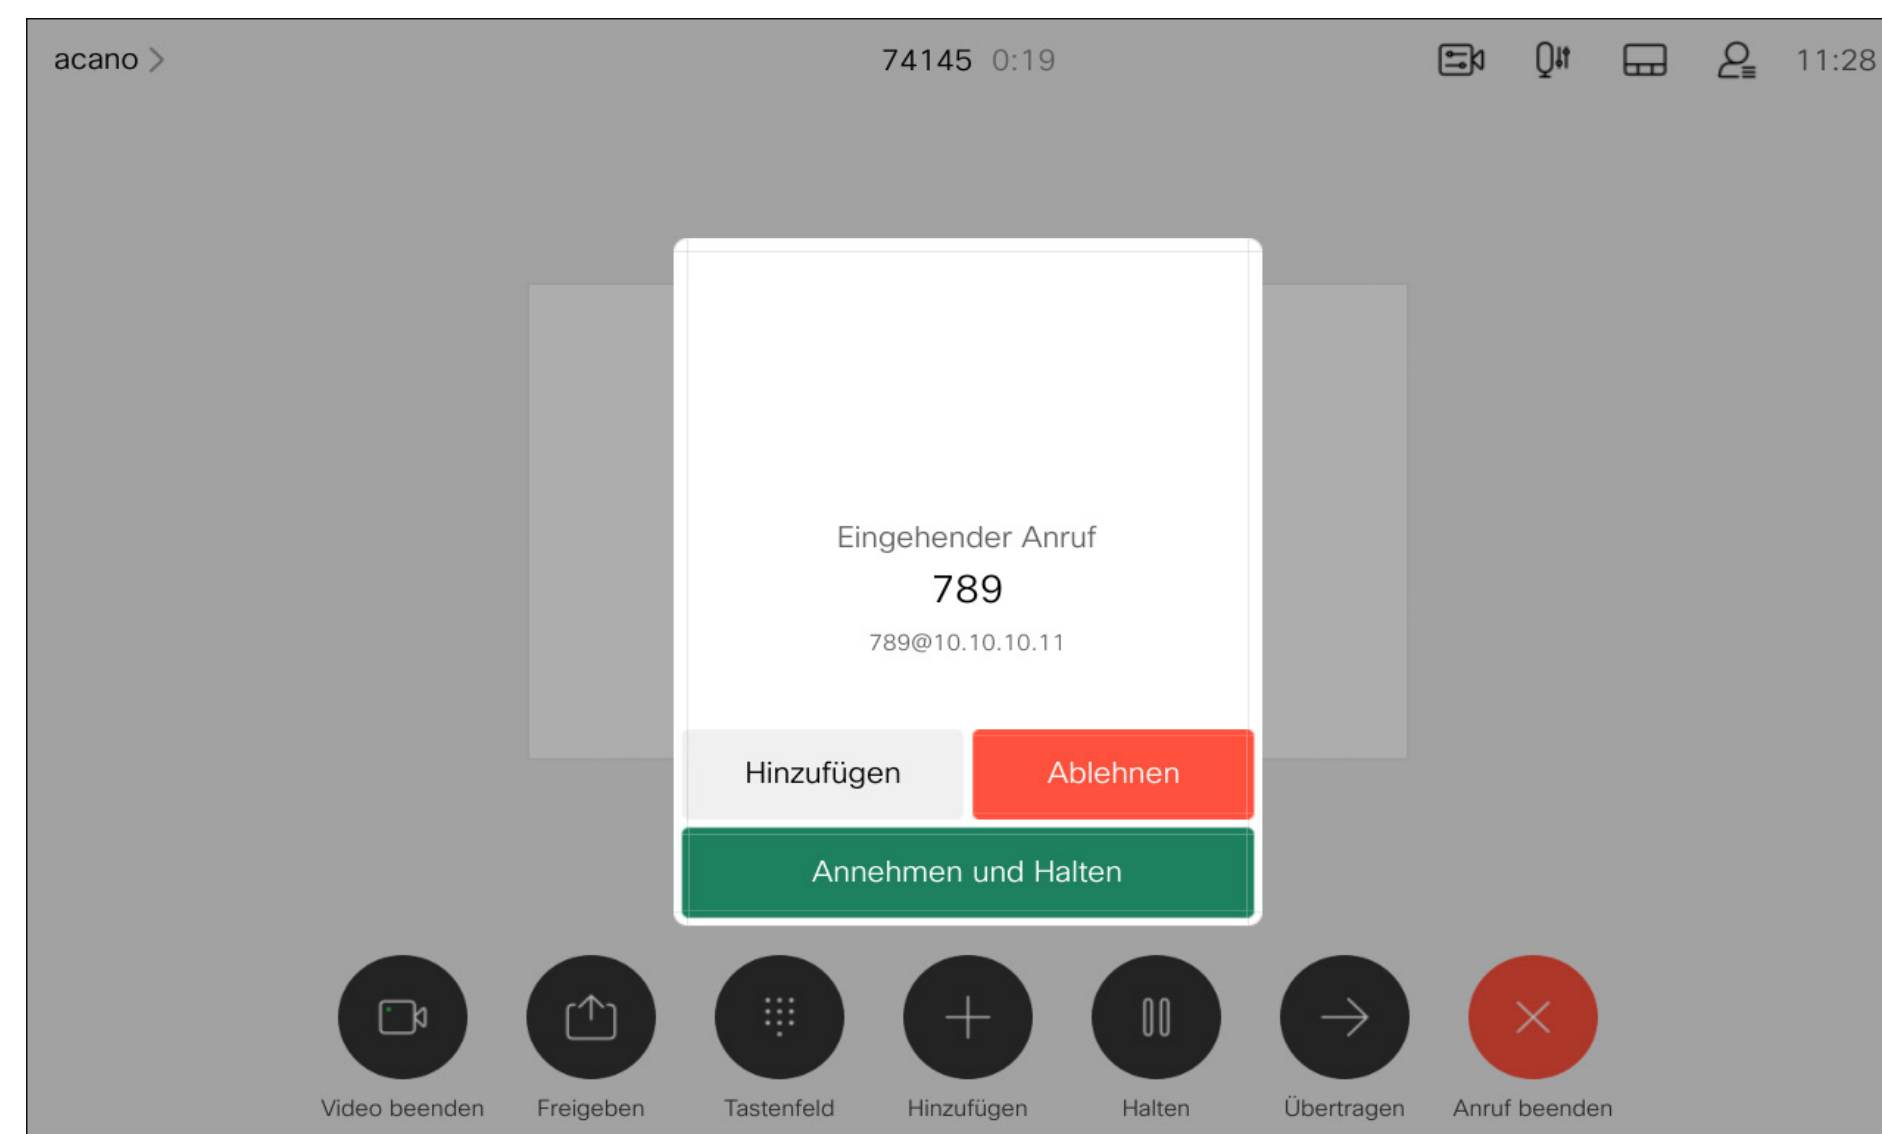 acano
74145 0:19
11:28
Eingehender Anruf
789
789@10.10.10.11
Hinzufügen
Ablehnen
Annehmen und Halten
Video beenden
Freigeben
Tastenfeld
Hinzufügen
Halten
Übertragen
Anruf beenden